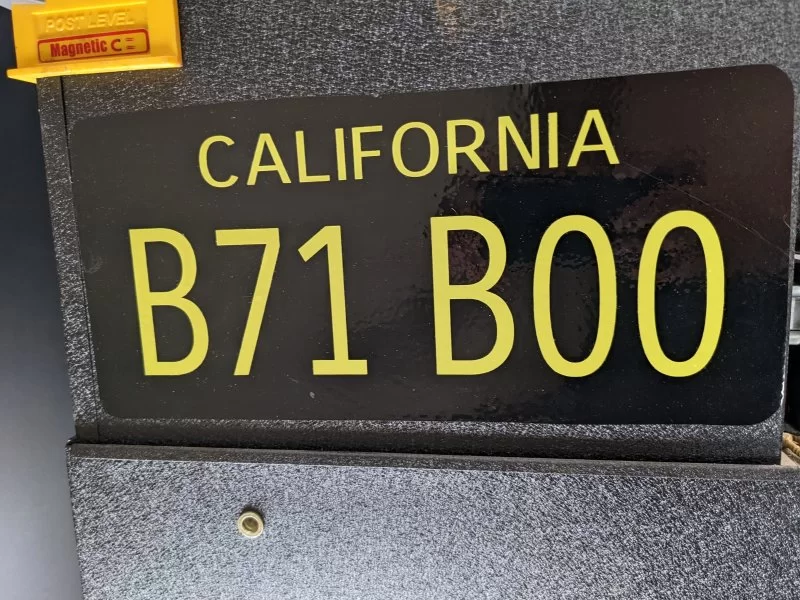 POST LEVEL
Magnetic
CALIFORNIA
B71 B00